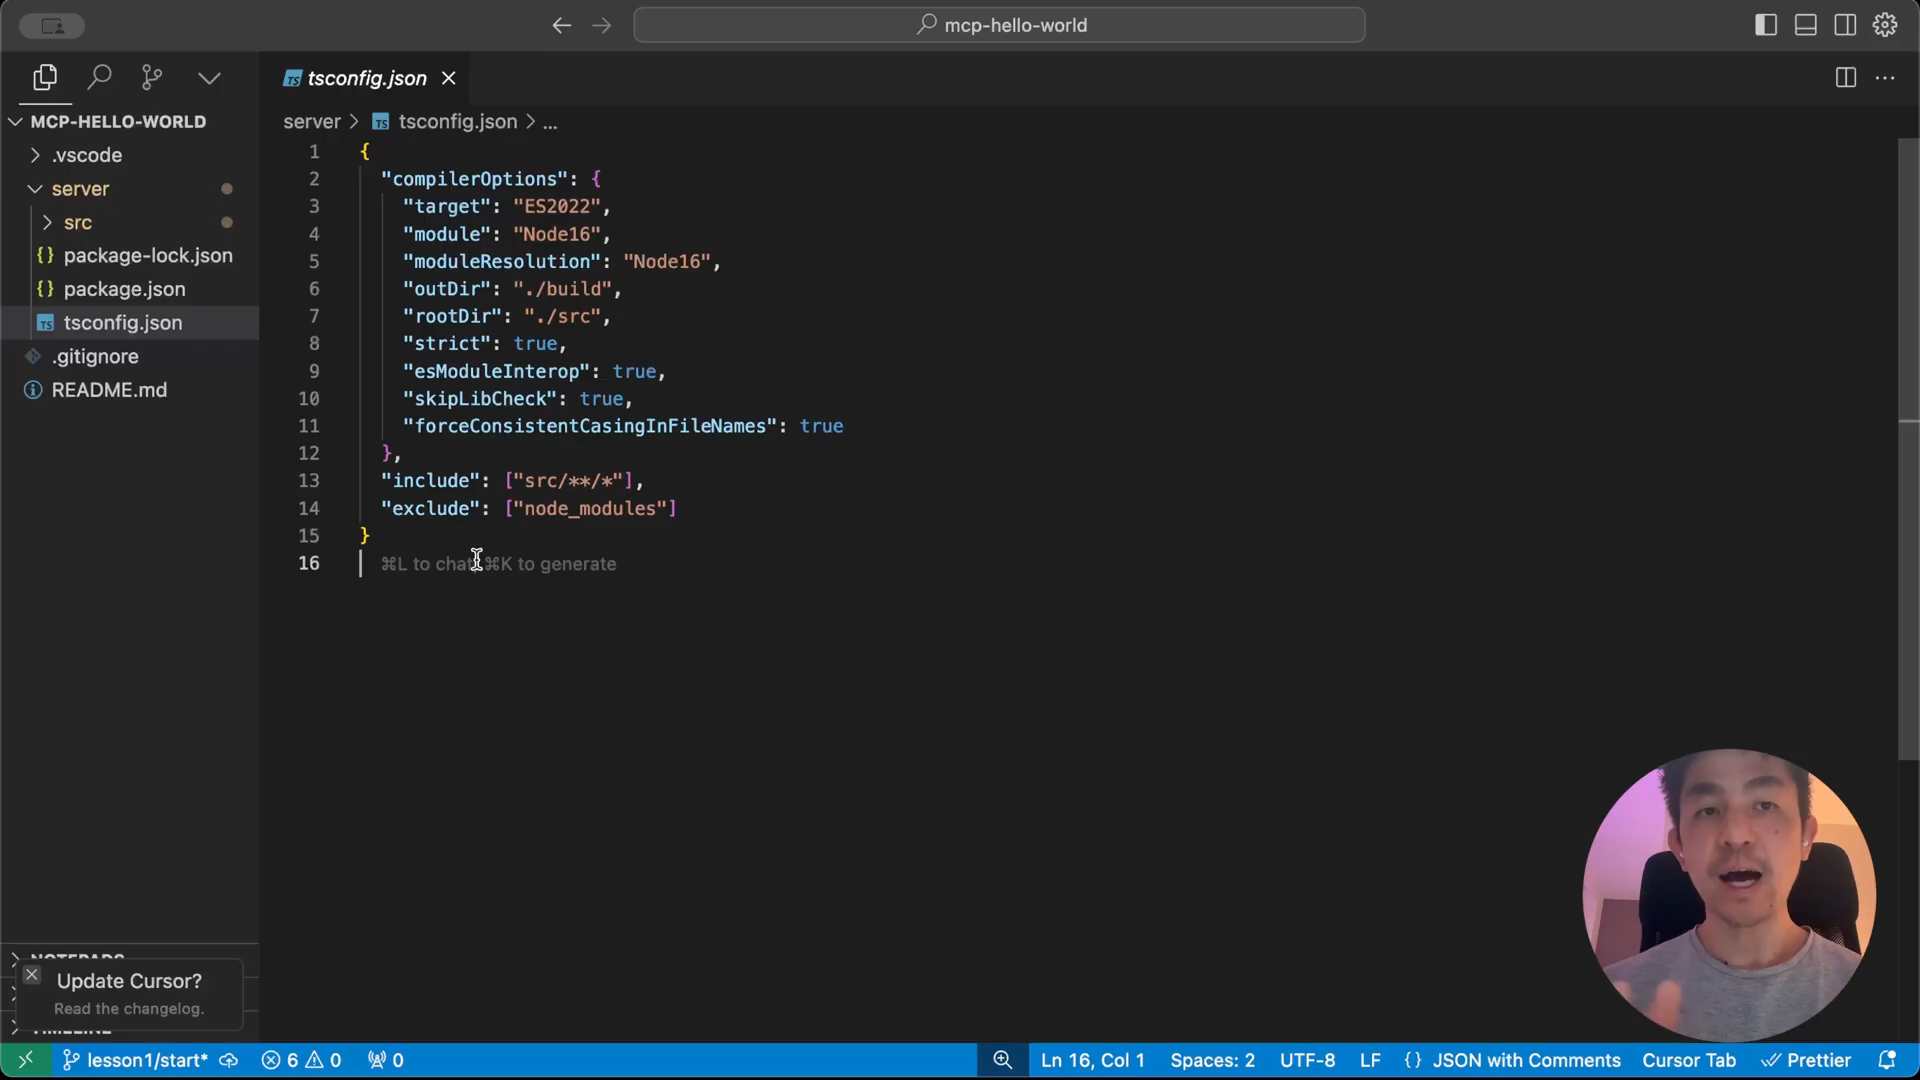 mcp-hello-world
tsconfig.json
MCP-HELLO-WORLD
.vscode
server
src
package-lock.json
package.json
tsconfig.json
.gitignore
README.md
server > tsconfig.json > ...
1 {
2 "compilerOptions": {
3 "target": "ES2022",
4 "module": "Node16",
5 "moduleResolution": "Node16",
6 "outDir": "./build",
7 "rootDir": "./src",
8 "strict": true,
9 "esModuleInterop": true,
10 "skipLibCheck": true,
11 "forceConsistentCasingInFileNames": true
12 },
13 "include": ["src/**/*"],
14 "exclude": ["node_modules"]
15 }
16 ⌘L to chat, ⌘K to generate
NOTEPADS
Update Cursor?
Read the changelog.
TIMELINE
lesson1/start* 6 0 0 Ln 16, Col 1 Spaces: 2 UTF-8 LF {} JSON with Comments Cursor Tab Prettier